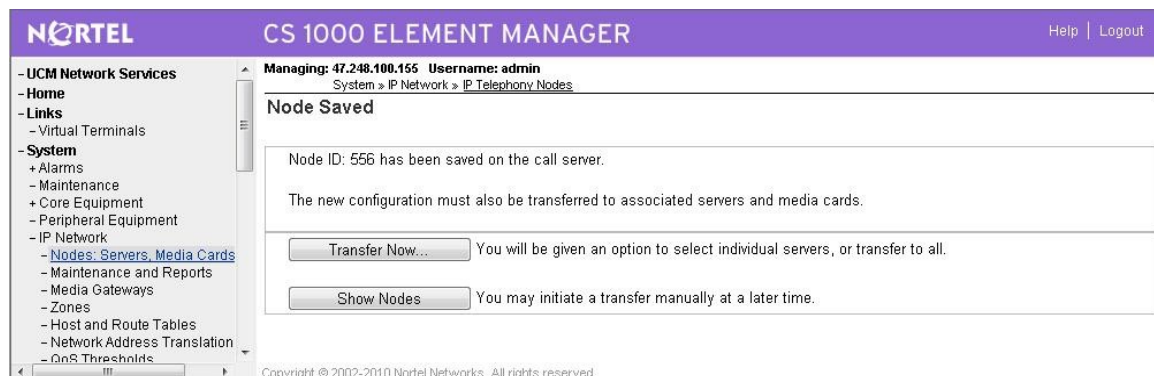 NØRTEL
CS 1000 ELEMENT MANAGER
Help | Logout
- UCM Network Services
- Home
- Links
- Virtual Terminals
- System
+ Alarms
- Maintenance
+ Core Equipment
- Peripheral Equipment
- IP Network
- Nodes: Servers, Media Cards
- Maintenance and Reports
- Media Gateways
- Zones
- Host and Route Tables
- Network Address Translation
- QoS Thresholds
Managing: 47.248.100.155 Username: admin
System » IP Network » IP Telephony Nodes
Node Saved
Node ID: 556 has been saved on the call server.
The new configuration must also be transferred to associated servers and media cards.
Transfer Now... You will be given an option to select individual servers, or transfer to all.
Show Nodes You may initiate a transfer manually at a later time.
Copyright © 2002-2010 Nortel Networks. All rights reserved.